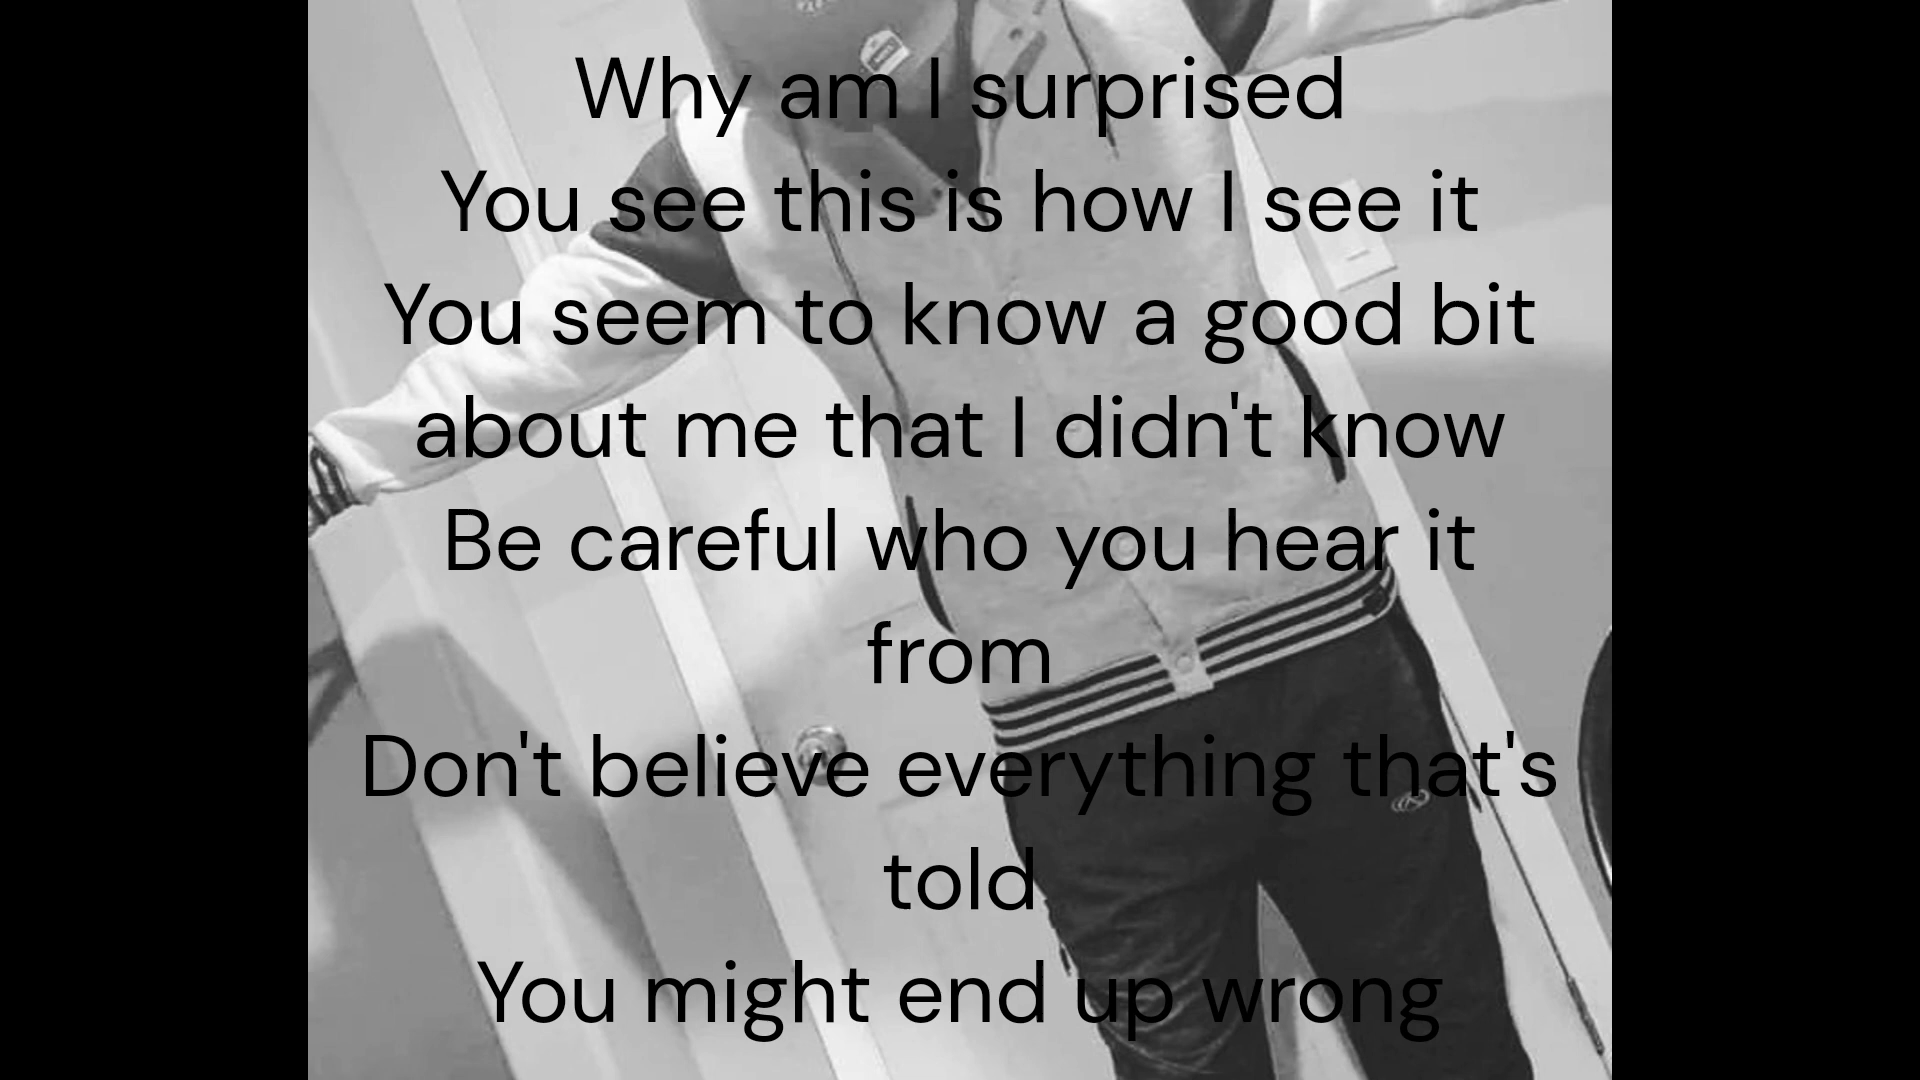 Why am I surprised
You see this is how I see it
You seem to know a good bit
about me that I didn't know
Be careful who you hear it
from
Don't believe everything that's
told
You might end up wrong